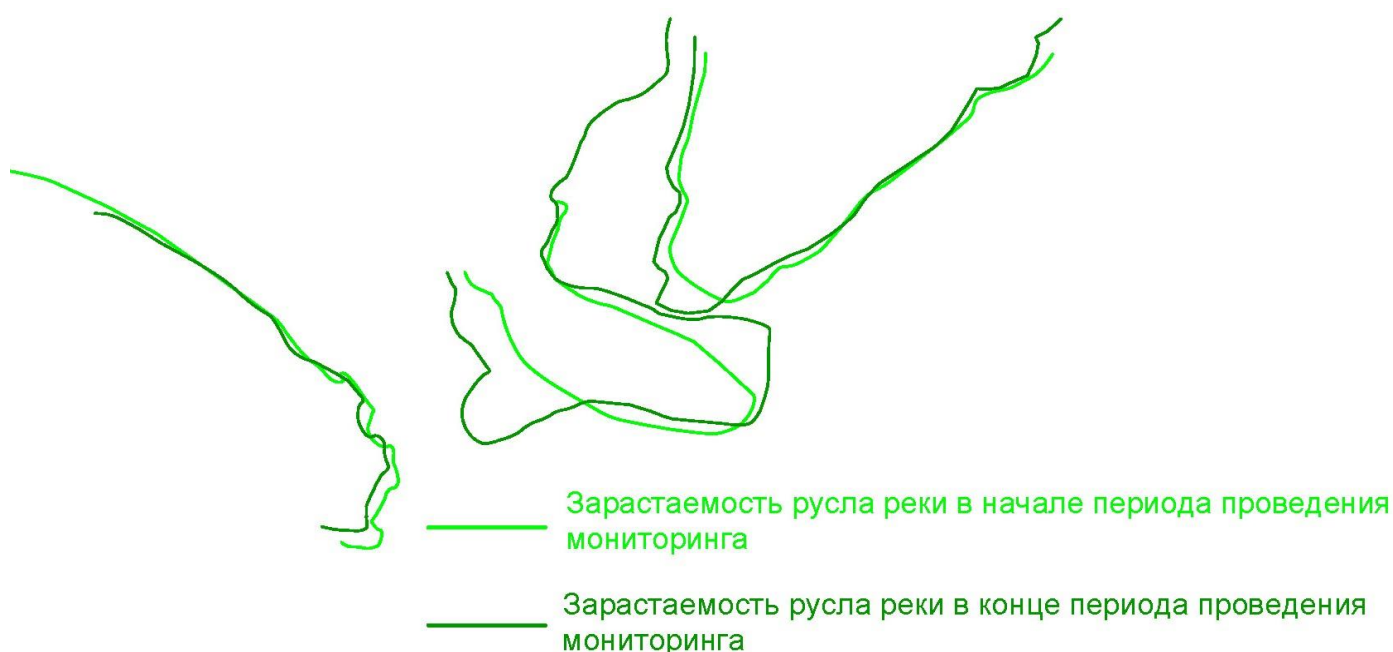 Зарастаемость русла реки в начале периода проведения
мониторинга
Зарастаемость русла реки в конце периода проведения
мониторинга